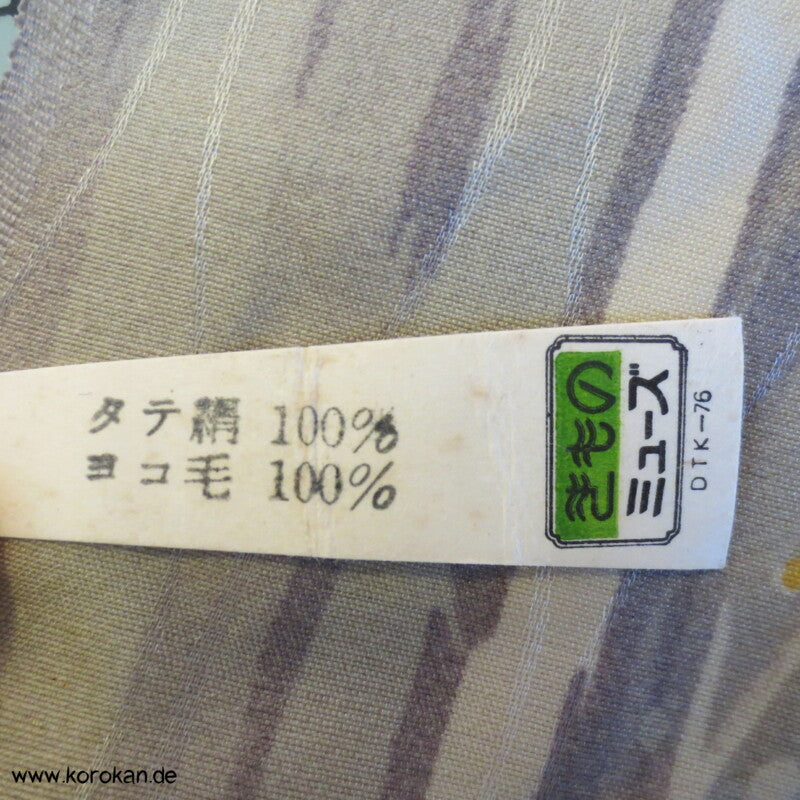 タテ絹 100%
ヨコ毛 100%
きもの
ミューズ
DTK-76
www.korokan.de